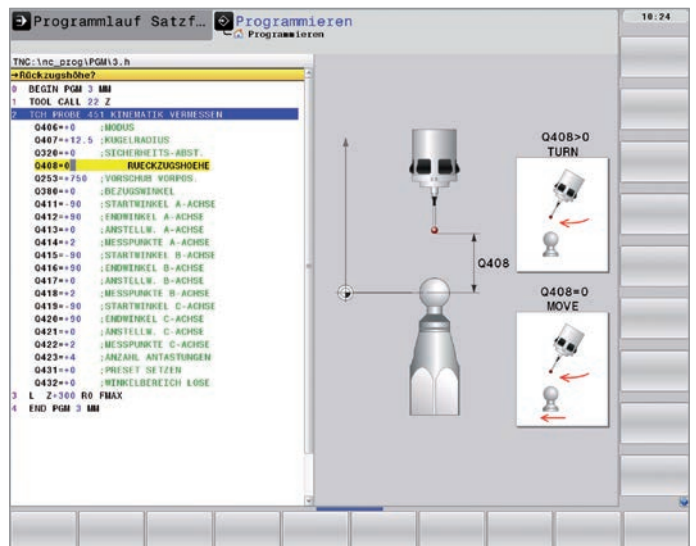 Programmlauf Satzf…
Programmieren
Programmieren
10:24
TNC:\nc_prog\PGM\3.h
→Rückzugshöhe?
0 BEGIN PGM 3 MM
1 TOOL CALL 22 Z
2 TCH PROBE 451 KINEMATIK VERMESSEN
Q406=+0 ;MODUS
Q407=+12.5 ;KUGELRADIUS
Q320=+0 ;SICHERHEITS-ABST.
Q408=0 RUECKZUGSHOEHE
Q253=+750 ;VORSCHUB VORPOS.
Q380=+0 ;BEZUGSWINKEL
Q411=-90 ;STARTWINKEL A-ACHSE
Q412=+90 ;ENDWINKEL A-ACHSE
Q413=+0 ;ANSTELLW. A-ACHSE
Q414=+2 ;MESSPUNKTE A-ACHSE
Q415=-90 ;STARTWINKEL B-ACHSE
Q416=+90 ;ENDWINKEL B-ACHSE
Q417=+0 ;ANSTELLW. B-ACHSE
Q418=+2 ;MESSPUNKTE B-ACHSE
Q419=-90 ;STARTWINKEL C-ACHSE
Q420=+90 ;ENDWINKEL C-ACHSE
Q421=+0 ;ANSTELLW. C-ACHSE
Q422=+2 ;MESSPUNKTE C-ACHSE
Q423=+4 ;ANZAHL ANTASTUNGEN
Q431=+0 ;PRESET SETZEN
Q432=+0 ;WINKELBEREICH LOSE
3 L Z+300 R0 FMAX
4 END PGM 3 MM
Q408
Q408>0
TURN
Q408=0
MOVE